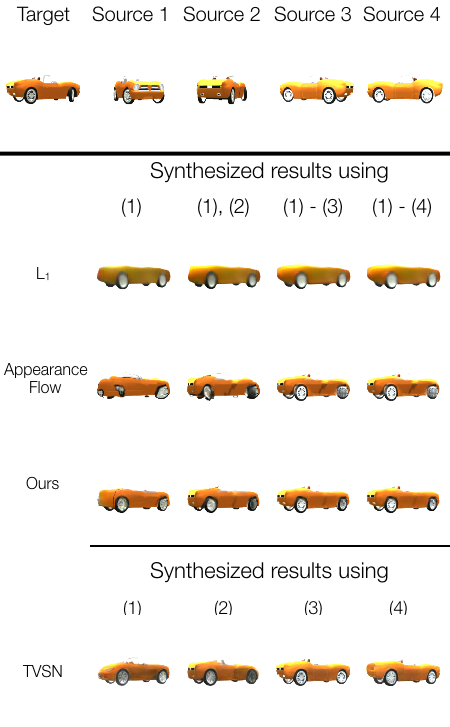 Target Source 1 Source 2 Source 3 Source 4
Synthesized results using
(1) (1), (2) (1) - (3) (1) - (4)
L₁
Appearance
Flow
Ours
Synthesized results using
(1) (2) (3) (4)
TVSN